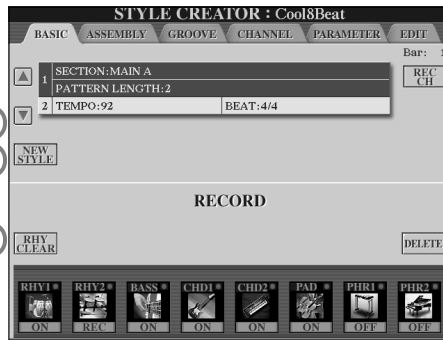 STYLE CREATOR : Cool8Beat
BASIC ASSEMBLY GROOVE CHANNEL PARAMETER EDIT
Bar: 1
1 SECTION:MAIN A
PATTERN LENGTH:2
REC CH
2 TEMPO:92 BEAT:4/4
NEW STYLE
RECORD
RHY CLEAR
DELETE
RHY1 RHY2 BASS CHD1 CHD2 PAD PHR1 PHR2
ON REC ON ON ON ON OFF OFF